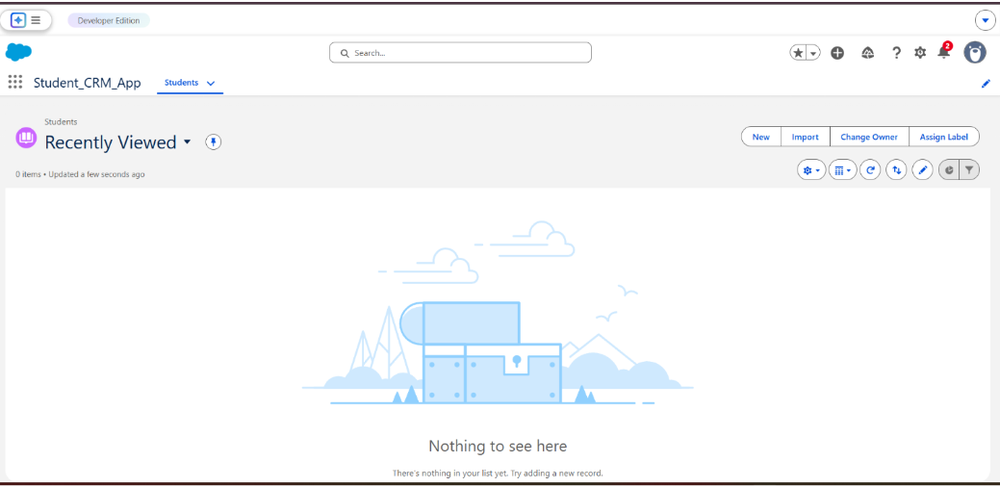 Developer Edition
Search...
2
Student_CRM_App Students
Students
Recently Viewed
New Import Change Owner Assign Label
0 items • Updated a few seconds ago
Nothing to see here
There's nothing in your list yet. Try adding a new record.